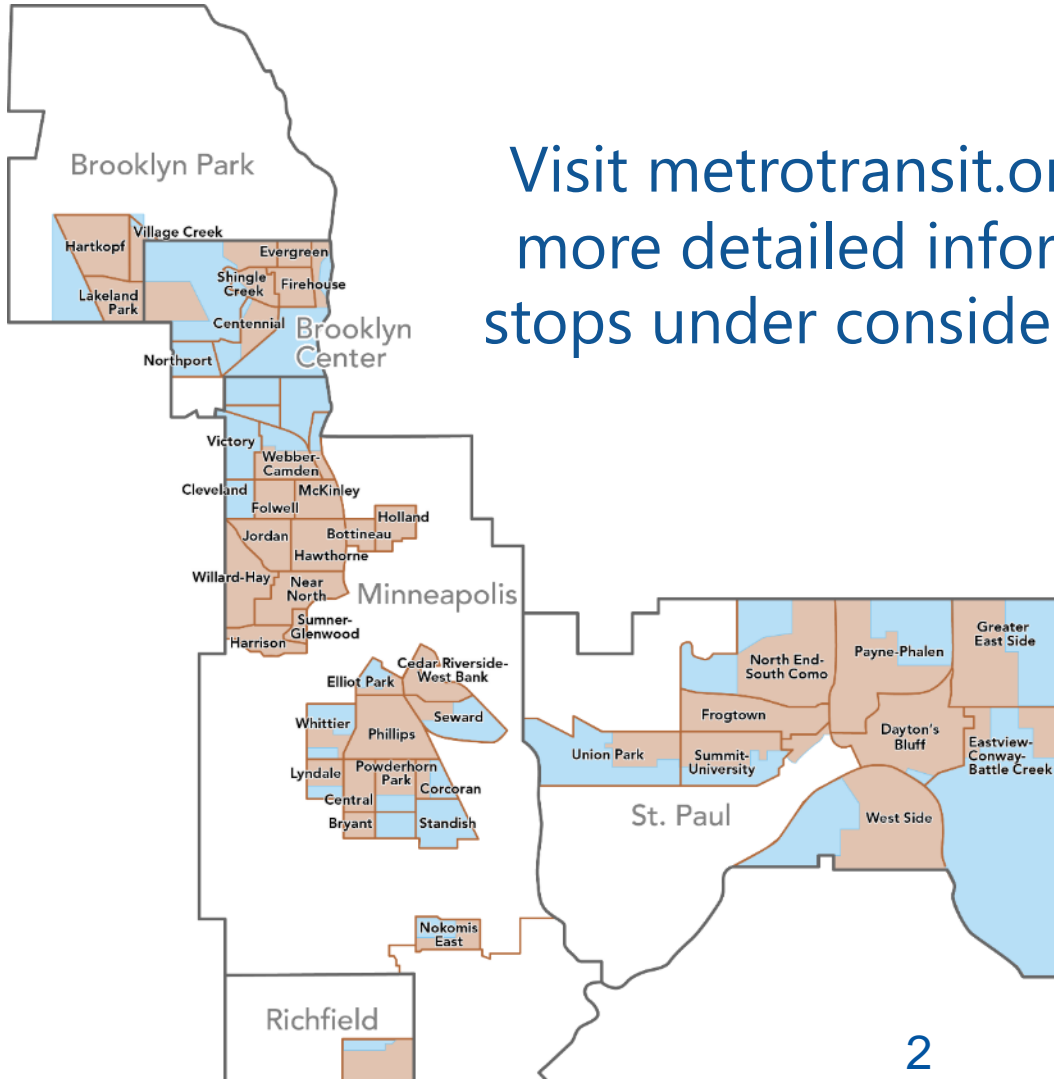 Visit metrotransit.or
more detailed infor
stops under conside
Brooklyn Park
Village Creek
Hartkopf
Evergreen
Shingle
Creek
Firehouse
Lakeland
Park
Centennial
Brooklyn
Center
Northport
Victory
Webber-
Camden
Cleveland
McKinley
Folwell
Holland
Jordan
Bottineau
Hawthorne
Willard-Hay
Near
North
Minneapolis
Sumner-
Glenwood
Harrison
Cedar Riverside-
West Bank
Elliot Park
Whittier
Seward
Phillips
Lyndale
Powderhorn
Park
Corcoran
Central
Bryant
Standish
Nokomis
East
Richfield
Greater
East Side
Payne-Phalen
North End-
South Como
Frogtown
Dayton's
Bluff
Union Park
Summit-
University
Eastview-
Conway-
Battle Creek
St. Paul
West Side
2